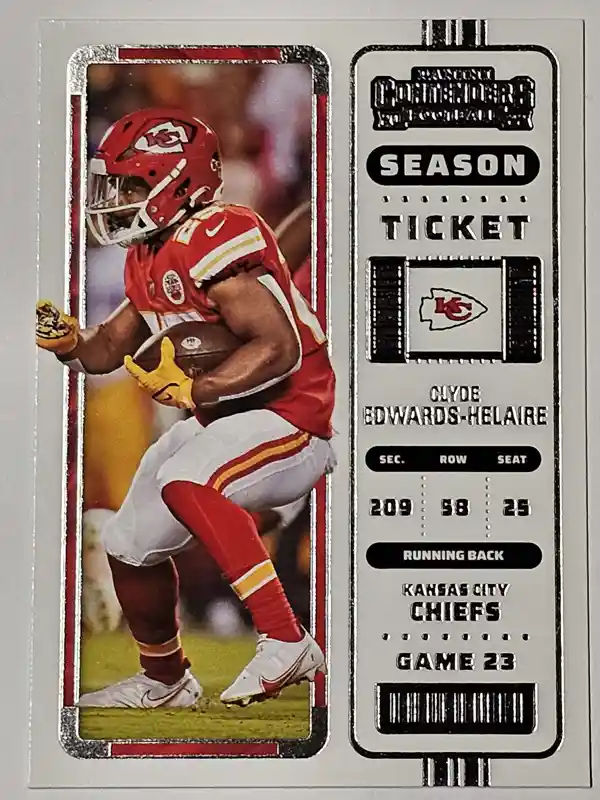 PANINI
CONTENDERS
FOOTBALL
SEASON
TICKET
KC
CLYDE
EDWARDS-HELAIRE
SEC. ROW SEAT
209 58 25
RUNNING BACK
KANSAS CITY
CHIEFS
GAME 23